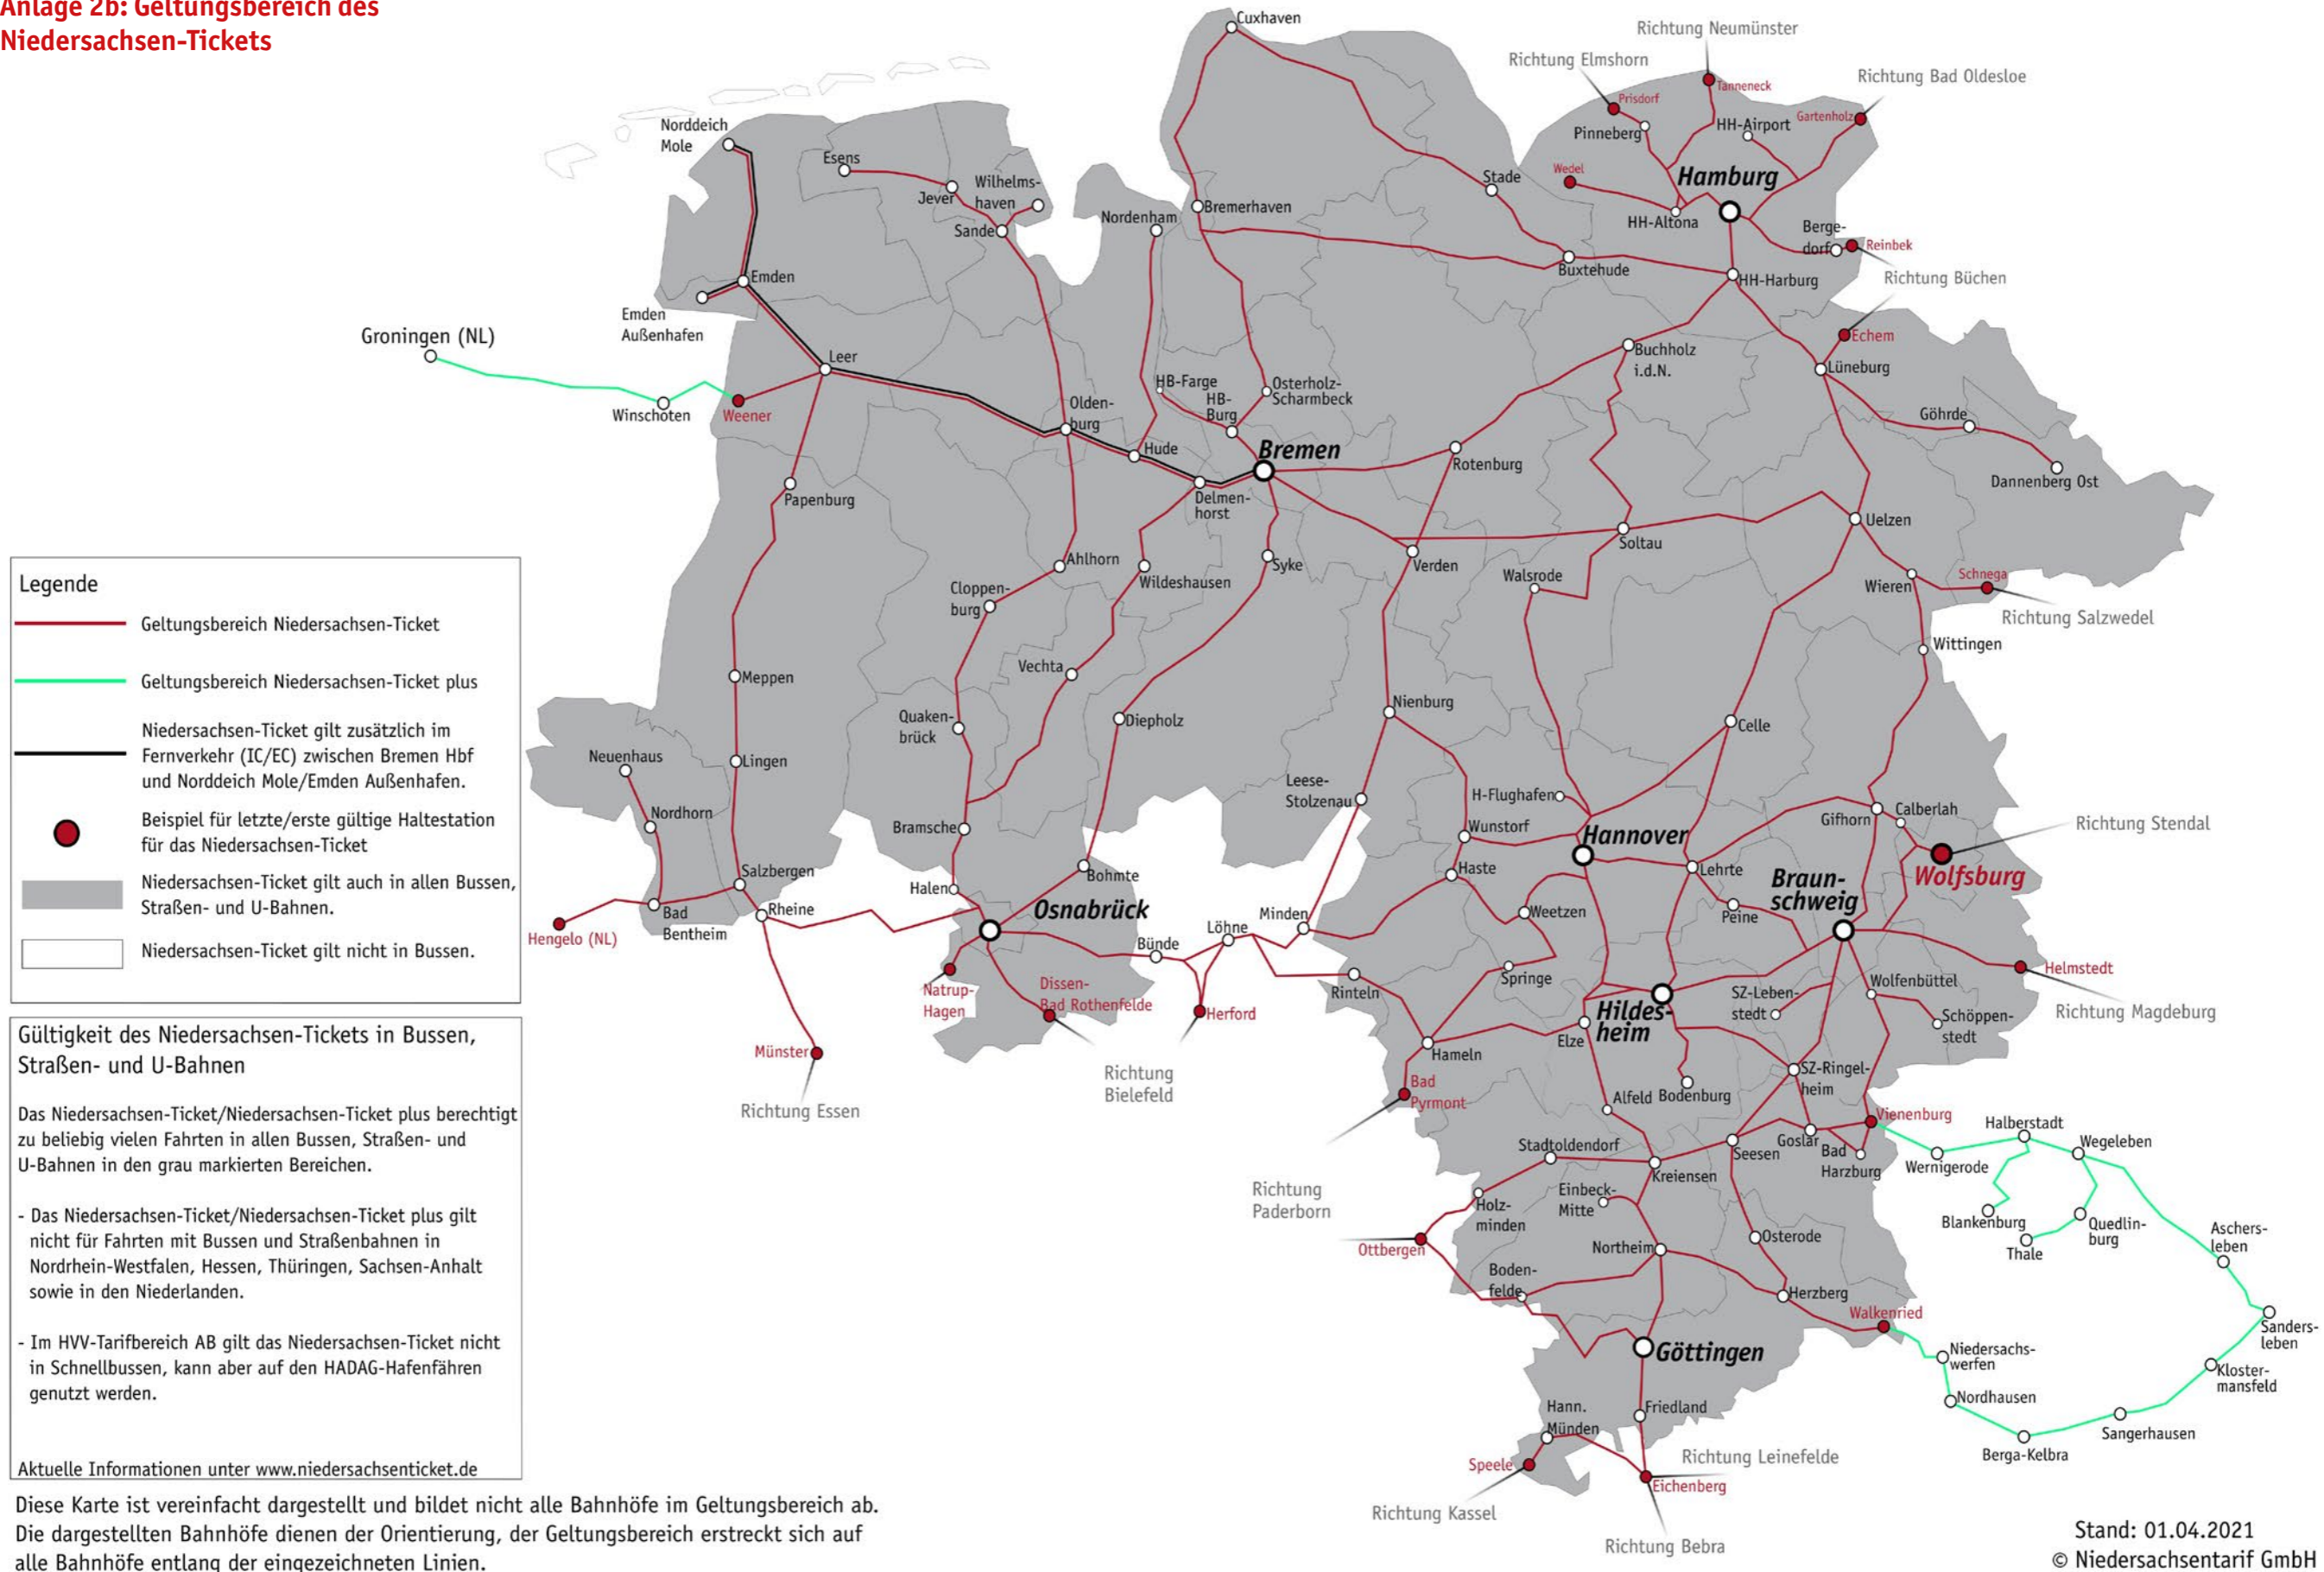 Anlage 2b: Geltungsbereich des
Niedersachsen-Tickets
Cuxhaven
Richtung Neumünster
Richtung Elmshorn
Richtung Bad Oldesloe
Tanneneck
Prisdorf
Gartenholz
HH-Airport
Pinneberg
Norddeich
Mole
Esens
Jever
Wilhelms-
haven
Sande
Nordenham
Bremerhaven
Stade
Wedel
Hamburg
HH-Altona
Berge-
dorf
Reinbek
Richtung Büchen
Buxtehude
HH-Harburg
Emden
Emden
Außenhafen
Groningen (NL)
Winschoten
Weener
Leer
HB-Farge
HB-
Burg
Osterholz-
Scharmbeck
Buchholz
i.d.N.
Echem
Lüneburg
Göhrde
Dannenberg Ost
Olden-
burg
Hude
Bremen
Delmen-
horst
Rotenburg
Papenburg
Uelzen
Soltau
Ahlhorn
Wildeshausen
Syke
Verden
Walsrode
Wieren
Schnega
Richtung Salzwedel
Cloppen-
burg
Wittingen
Vechta
Meppen
Quaken-
brück
Diepholz
Nienburg
Celle
Neuenhaus
Lingen
Leese-
Stolzenau
H-Flughafen
Nordhorn
Bramsche
Wunstorf
Hannover
Gifhorn
Calberlah
Richtung Stendal
Wolfsburg
Salzbergen
Halen
Bohmte
Haste
Lehrte
Braun-
schweig
Peine
Bad
Bentheim
Rheine
Hengelo (NL)
Osnabrück
Bünde
Löhne
Minden
Weetzen
Natrup-
Hagen
Dissen-
Bad Rothenfelde
Herford
Rinteln
Springe
Hildes-
heim
SZ-Leben-
stedt
Wolfenbüttel
Helmstedt
Schöppen-
stedt
Richtung Magdeburg
Münster
Richtung Essen
Richtung
Bielefeld
Hameln
Elze
Bad
Pyrmont
Alfeld
Bodenburg
SZ-Ringel-
heim
Vienenburg
Halberstadt
Wegeleben
Wernigerode
Stadtoldendorf
Kreiensen
Seesen
Goslar
Bad
Harzburg
Richtung
Paderborn
Holz-
minden
Einbeck-
Mitte
Blankenburg
Thale
Quedlin-
burg
Aschers-
leben
Ottbergen
Northeim
Osterode
Boden-
felde
Herzberg
Walkenried
Sanders-
leben
Göttingen
Niedersachs-
werfen
Kloster-
mansfeld
Nordhausen
Hann.
Münden
Friedland
Sangerhausen
Berga-Kelbra
Speele
Richtung Leinefelde
Eichenberg
Richtung Kassel
Richtung Bebra
Legende
Geltungsbereich Niedersachsen-Ticket
Geltungsbereich Niedersachsen-Ticket plus
Niedersachsen-Ticket gilt zusätzlich im
Fernverkehr (IC/EC) zwischen Bremen Hbf
und Norddeich Mole/Emden Außenhafen.
Beispiel für letzte/erste gültige Haltestation
für das Niedersachsen-Ticket
Niedersachsen-Ticket gilt auch in allen Bussen,
Straßen- und U-Bahnen.
Niedersachsen-Ticket gilt nicht in Bussen.
Gültigkeit des Niedersachsen-Tickets in Bussen,
Straßen- und U-Bahnen
Das Niedersachsen-Ticket/Niedersachsen-Ticket plus berechtigt
zu beliebig vielen Fahrten in allen Bussen, Straßen- und
U-Bahnen in den grau markierten Bereichen.
- Das Niedersachsen-Ticket/Niedersachsen-Ticket plus gilt
nicht für Fahrten mit Bussen und Straßenbahnen in
Nordrhein-Westfalen, Hessen, Thüringen, Sachsen-Anhalt
sowie in den Niederlanden.
- Im HVV-Tarifbereich AB gilt das Niedersachsen-Ticket nicht
in Schnellbussen, kann aber auf den HADAG-Hafenfähren
genutzt werden.
Aktuelle Informationen unter www.niedersachsenticket.de
Diese Karte ist vereinfacht dargestellt und bildet nicht alle Bahnhöfe im Geltungsbereich ab.
Die dargestellten Bahnhöfe dienen der Orientierung, der Geltungsbereich erstreckt sich auf
alle Bahnhöfe entlang der eingezeichneten Linien.
Stand: 01.04.2021
© Niedersachsentarif GmbH